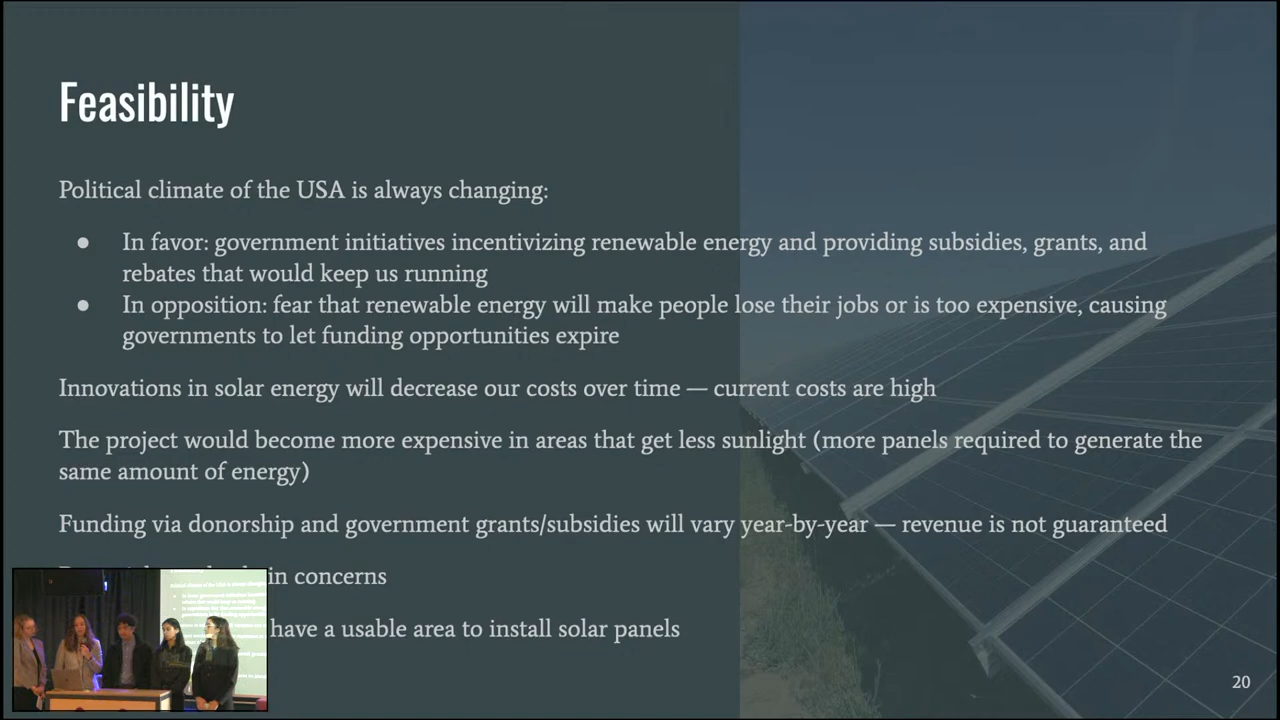 Feasibility
Political climate of the USA is always changing:
● In favor: government initiatives incentivizing renewable energy and providing subsidies, grants, and
rebates that would keep us running
● In opposition: fear that renewable energy will make people lose their jobs or is too expensive, causing
governments to let funding opportunities expire
Innovations in solar energy will decrease our costs over time — current costs are high
The project would become more expensive in areas that get less sunlight (more panels required to generate the
same amount of energy)
Funding via donorship and government grants/subsidies will vary year-by-year — revenue is not guaranteed
in concerns
have a usable area to install solar panels
20